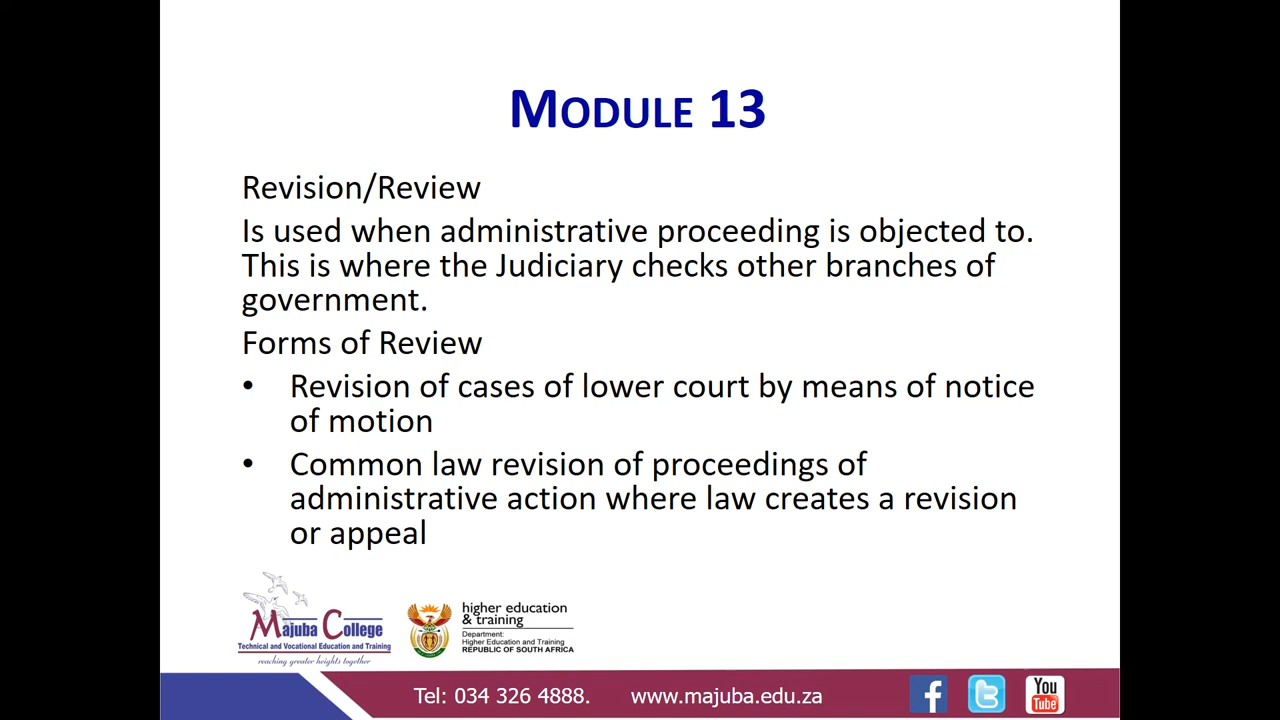 MODULE 13
Revision/Review
Is used when administrative proceeding is objected to.
This is where the Judiciary checks other branches of
government.
Forms of Review
• Revision of cases of lower court by means of notice
of motion
• Common law revision of proceedings of
administrative action where law creates a revision
or appeal
Majuba College
Technical and Vocational Education and Training
reaching greater heights together
higher education
& training
Department:
Higher Education and Training
REPUBLIC OF SOUTH AFRICA
Tel: 034 326 4888. www.majuba.edu.za
You
Tube